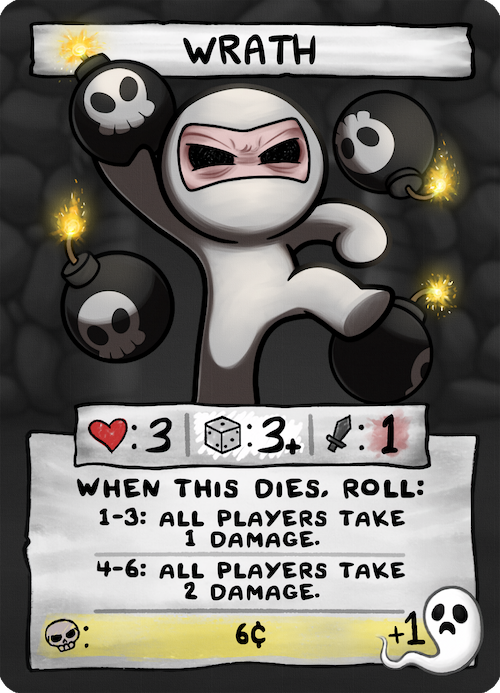 WRATH
:3 :3+ :1
WHEN THIS DIES, ROLL:
1-3: ALL PLAYERS TAKE
1 DAMAGE.
4-6: ALL PLAYERS TAKE
2 DAMAGE.
: 6¢ +1